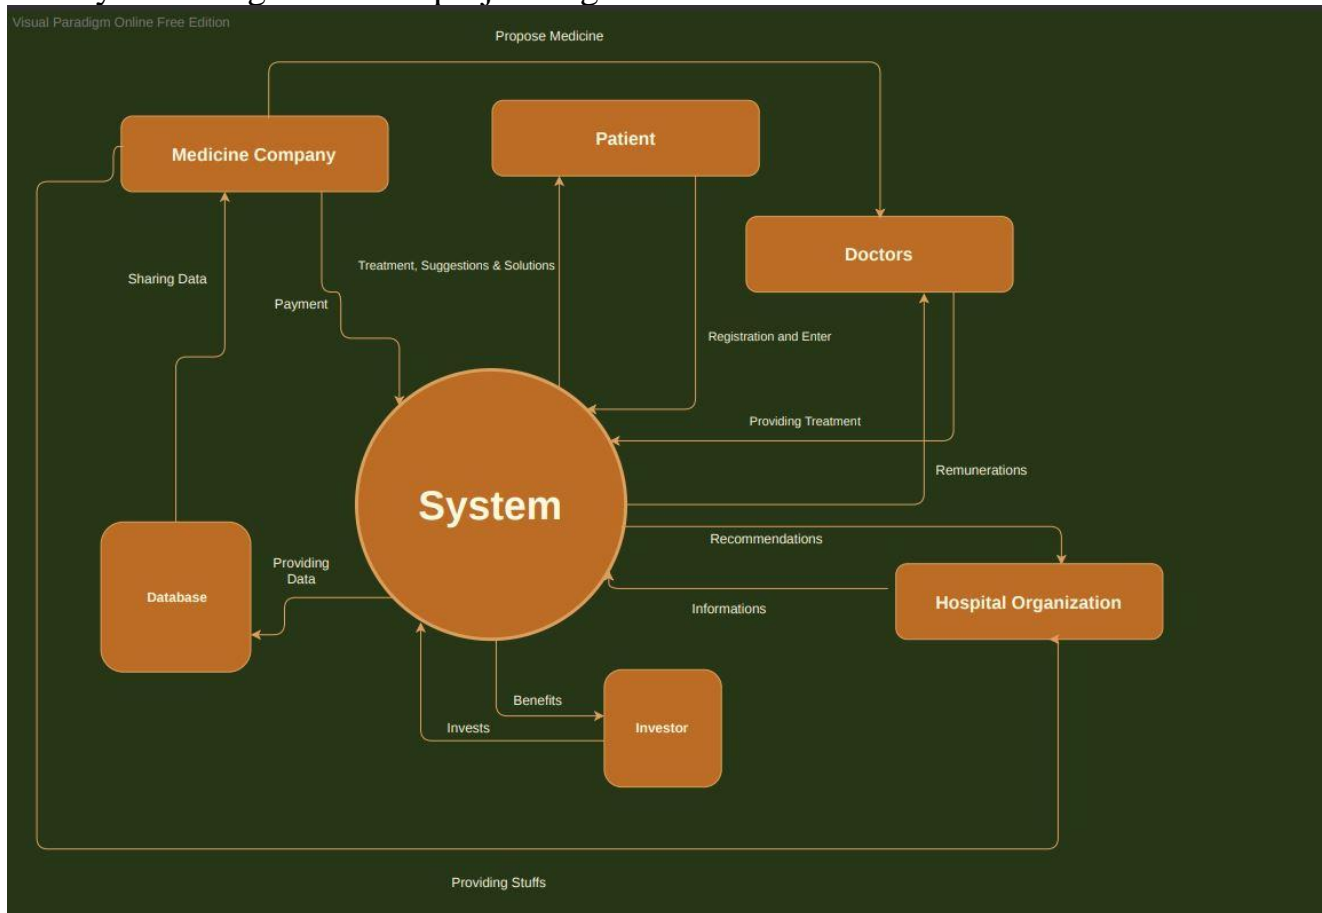 Visual Paradigm Online Free Edition
Propose Medicine
Medicine Company
Patient
Doctors
Sharing Data
Treatment, Suggestions & Solutions
Payment
Registration and Enter
Providing Treatment
Remunerations
System
Recommendations
Providing
Data
Database
Informations
Hospital Organization
Benefits
Invests
Investor
Providing Stuffs